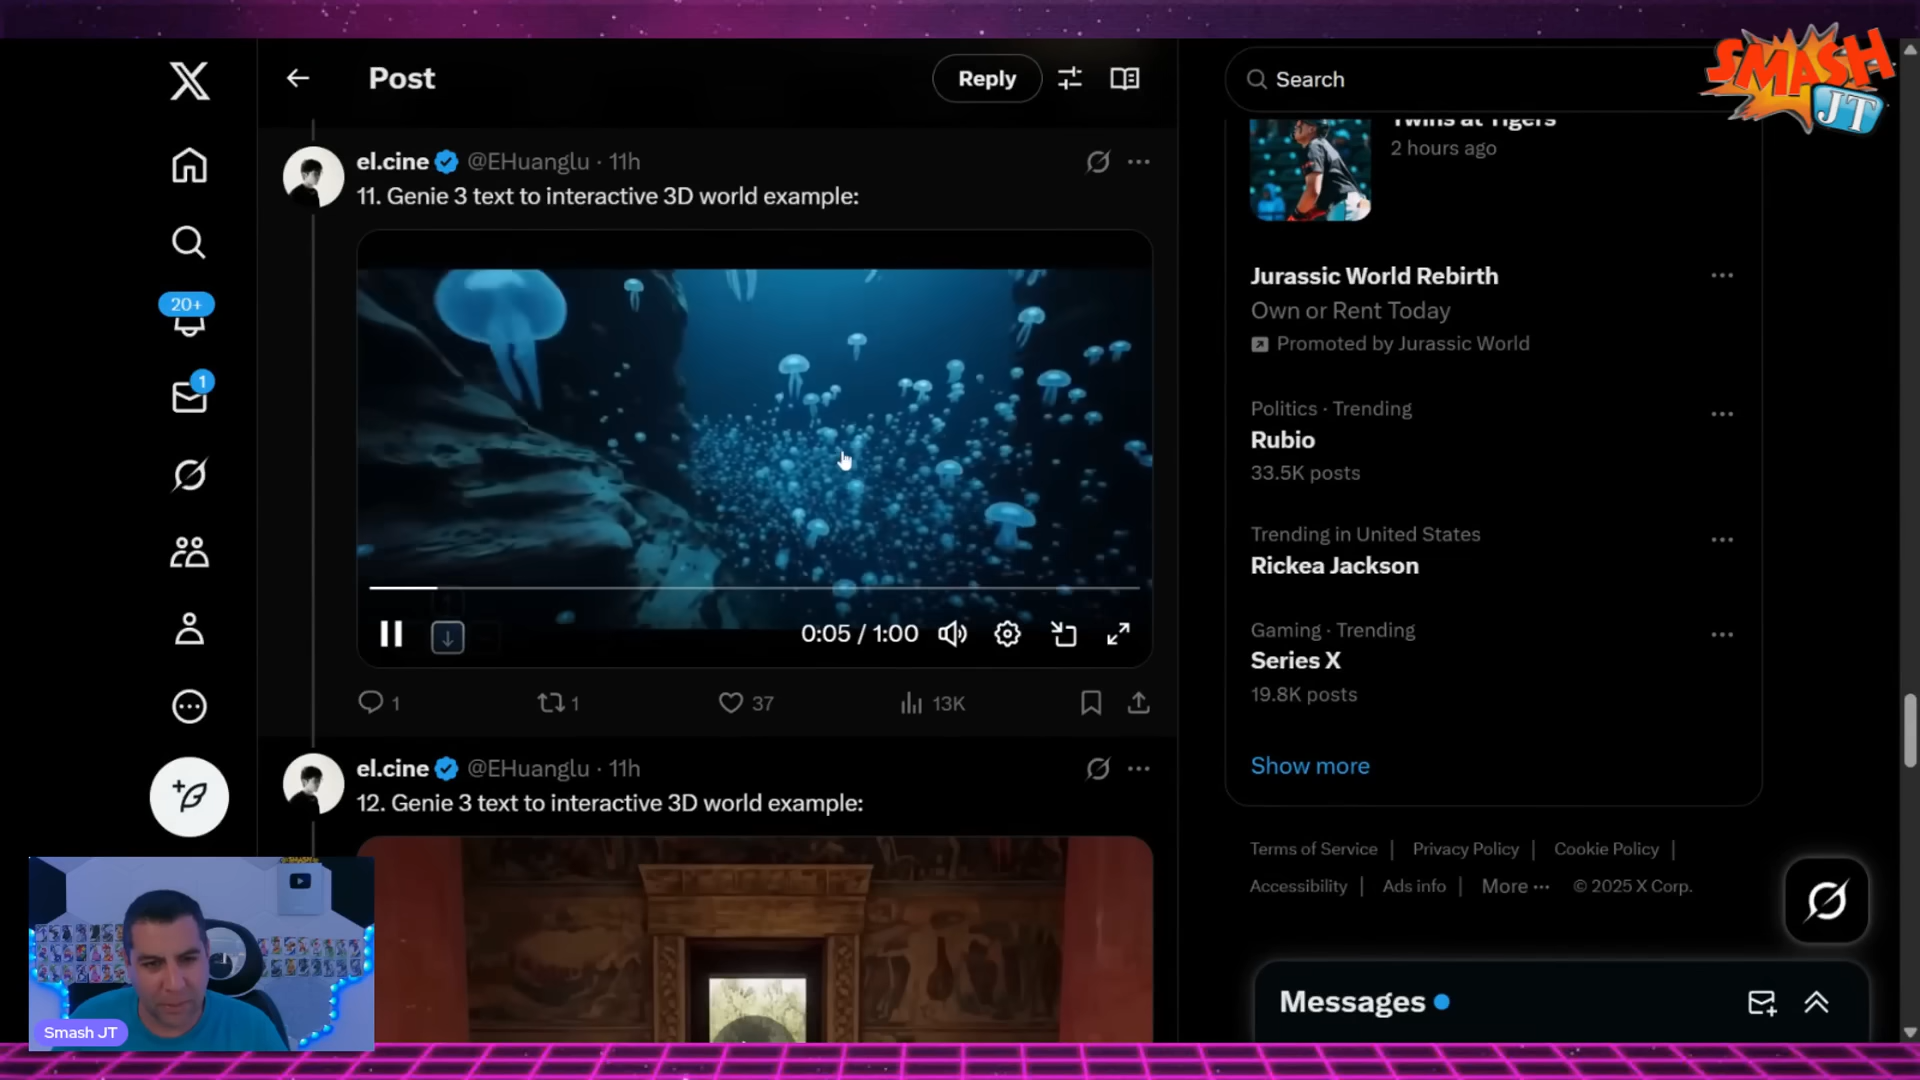 Post
Reply
Search
SMASH
JT
el.cine @EHuanglu · 11h
11. Genie 3 text to interactive 3D world example:
0:05 / 1:00
1
1
37
13K
el.cine @EHuanglu · 11h
12. Genie 3 text to interactive 3D world example:
20+
1
Twins at Tigers
2 hours ago
Jurassic World Rebirth
Own or Rent Today
Promoted by Jurassic World
Politics · Trending
Rubio
33.5K posts
Trending in United States
Rickea Jackson
Gaming · Trending
Series X
19.8K posts
Show more
Terms of Service |
Privacy Policy |
Cookie Policy |
Accessibility |
Ads info |
More ···
© 2025 X Corp.
Messages
Smash JT